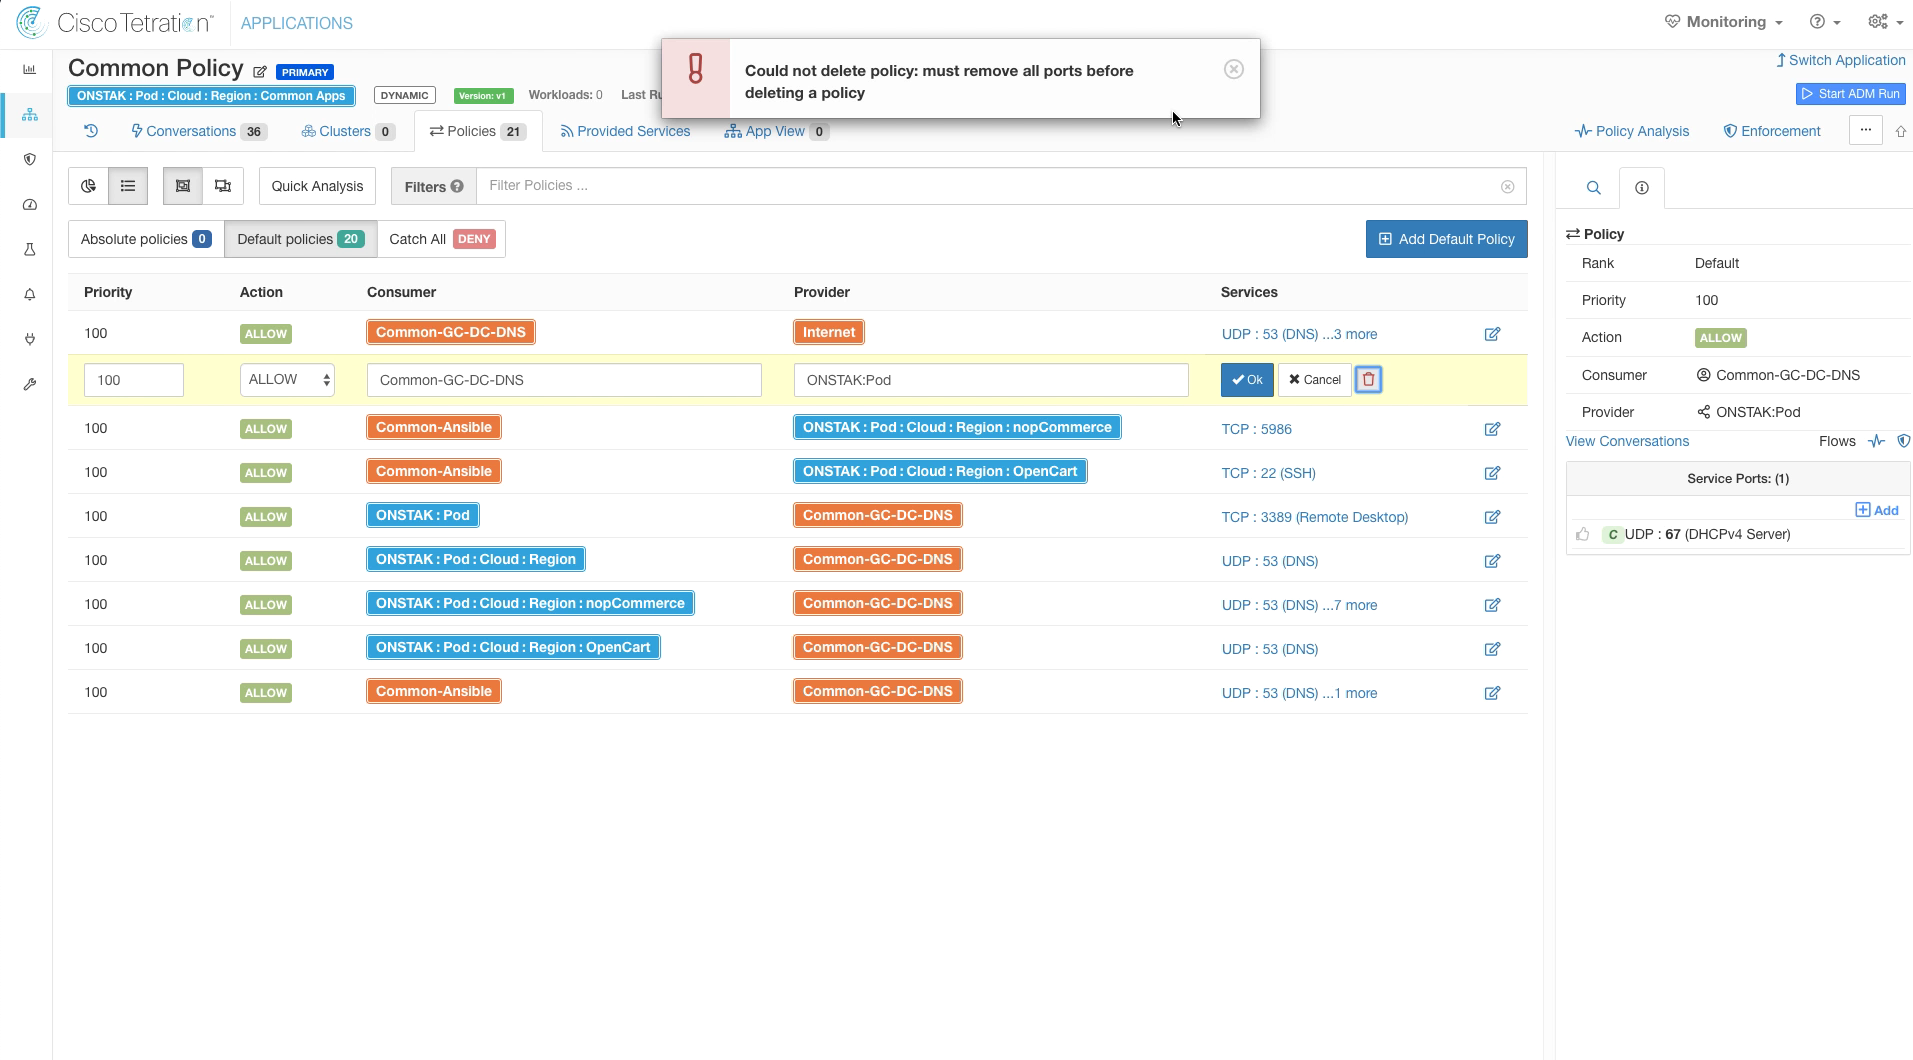 Cisco Tetration™ APPLICATIONS
Monitoring
Common Policy PRIMARY
Could not delete policy: must remove all ports before
deleting a policy
Switch Application
ONSTAK : Pod : Cloud : Region : Common Apps DYNAMIC Version: v1 Workloads: 0 Last Ru
Start ADM Run
Conversations 36 Clusters 0 Policies 21 Provided Services App View 0
Policy Analysis Enforcement ...
Quick Analysis Filters ? Filter Policies ...
Absolute policies 0 Default policies 20 Catch All DENY Add Default Policy
Priority Action Consumer Provider Services
100 ALLOW Common-GC-DC-DNS Internet UDP : 53 (DNS) ...3 more
100 ALLOW Common-GC-DC-DNS ONSTAK:Pod Ok Cancel
100 ALLOW Common-Ansible ONSTAK : Pod : Cloud : Region : nopCommerce TCP : 5986
100 ALLOW Common-Ansible ONSTAK : Pod : Cloud : Region : OpenCart TCP : 22 (SSH)
100 ALLOW ONSTAK : Pod Common-GC-DC-DNS TCP : 3389 (Remote Desktop)
100 ALLOW ONSTAK : Pod : Cloud : Region Common-GC-DC-DNS UDP : 53 (DNS)
100 ALLOW ONSTAK : Pod : Cloud : Region : nopCommerce Common-GC-DC-DNS UDP : 53 (DNS) ...7 more
100 ALLOW ONSTAK : Pod : Cloud : Region : OpenCart Common-GC-DC-DNS UDP : 53 (DNS)
100 ALLOW Common-Ansible Common-GC-DC-DNS UDP : 53 (DNS) ...1 more
Policy
Rank Default
Priority 100
Action ALLOW
Consumer Common-GC-DC-DNS
Provider ONSTAK:Pod
View Conversations Flows
Service Ports: (1)
Add
C UDP : 67 (DHCPv4 Server)